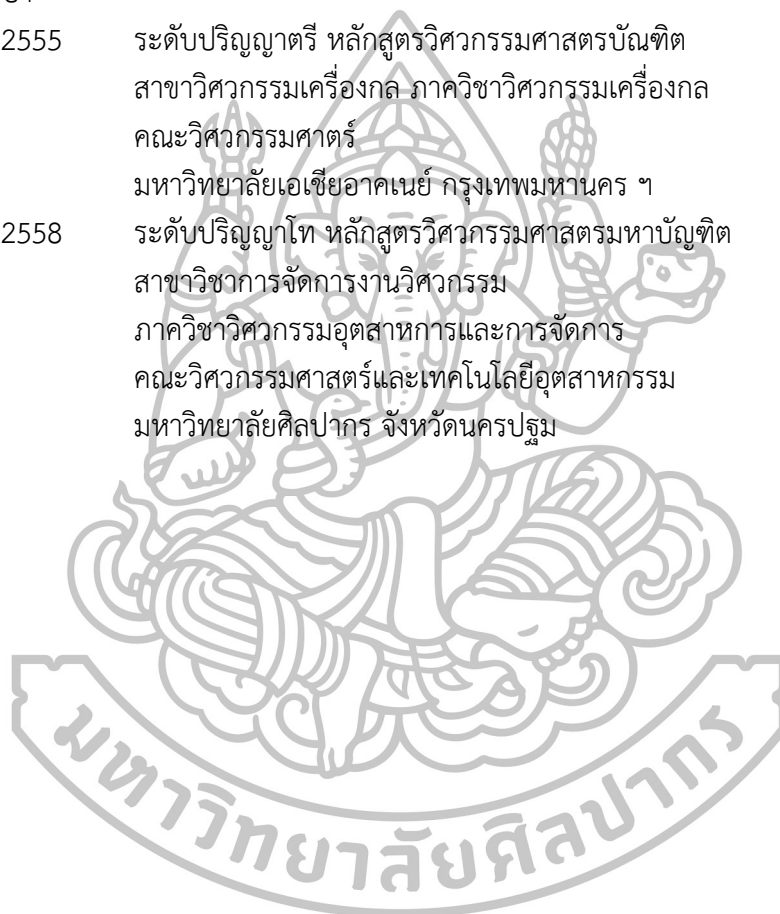 2555 ระดับปริญญาตรี หลักสูตรวิศวกรรมศาสตรบัณฑิต
สาขาวิศวกรรมเครื่องกล ภาควิชาวิศวกรรมเครื่องกล
คณะวิศวกรรมศาตร์
มหาวิทยาลัยเอเชียอาคเนย์ กรุงเทพมหานคร ฯ
2558 ระดับปริญญาโท หลักสูตรวิศวกรรมศาสตรมหาบัญฑิต
สาขาวิชาการจัดการงานวิศวกรรม
ภาควิชาวิศวกรรมอุตสาหการและการจัดการ
คณะวิศวกรรมศาสตร์และเทคโนโลยีอุตสาหกรรม
มหาวิทยาลัยศิลปากร จังหวัดนครปฐม
มหาวิทยาลัยศิลปากร